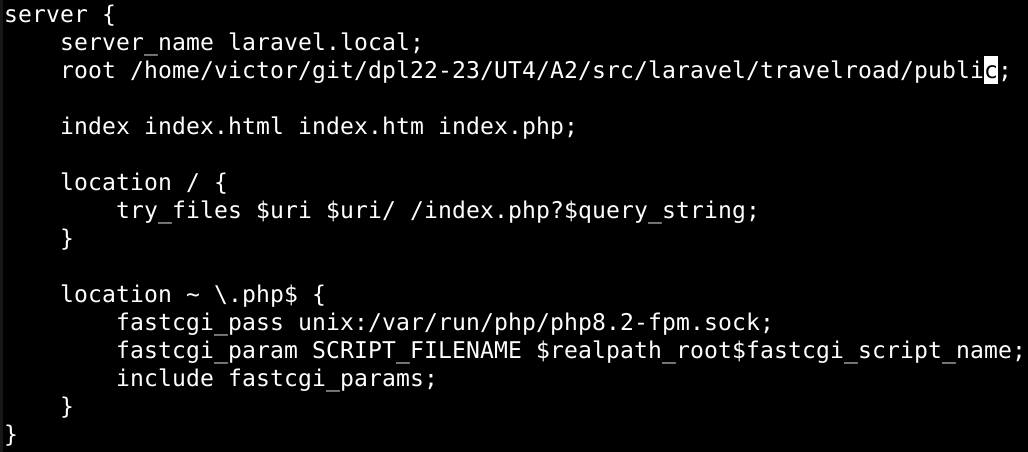 server {
    server_name laravel.local;
    root /home/victor/git/dpl22-23/UT4/A2/src/laravel/travelroad/public;

    index index.html index.htm index.php;

    location / {
        try_files $uri $uri/ /index.php?$query_string;
    }

    location ~ \.php$ {
        fastcgi_pass unix:/var/run/php/php8.2-fpm.sock;
        fastcgi_param SCRIPT_FILENAME $realpath_root$fastcgi_script_name;
        include fastcgi_params;
    }
}